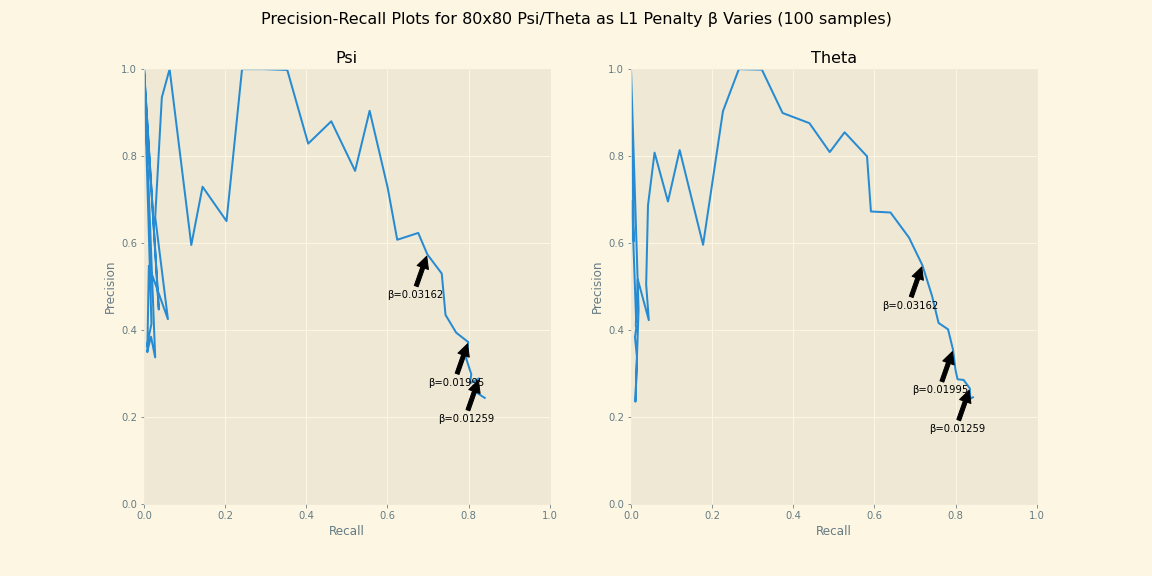 Precision-Recall Plots for 80x80 Psi/Theta as L1 Penalty β Varies (100 samples)
Psi
Precision
1.0
0.8
0.6
0.4
0.2
0.0
0.0 0.2 0.4 0.6 0.8 1.0
Recall
β=0.03162
β=0.01995
β=0.01259
Theta
Precision
1.0
0.8
0.6
0.4
0.2
0.0
0.0 0.2 0.4 0.6 0.8 1.0
Recall
β=0.03162
β=0.01995
β=0.01259